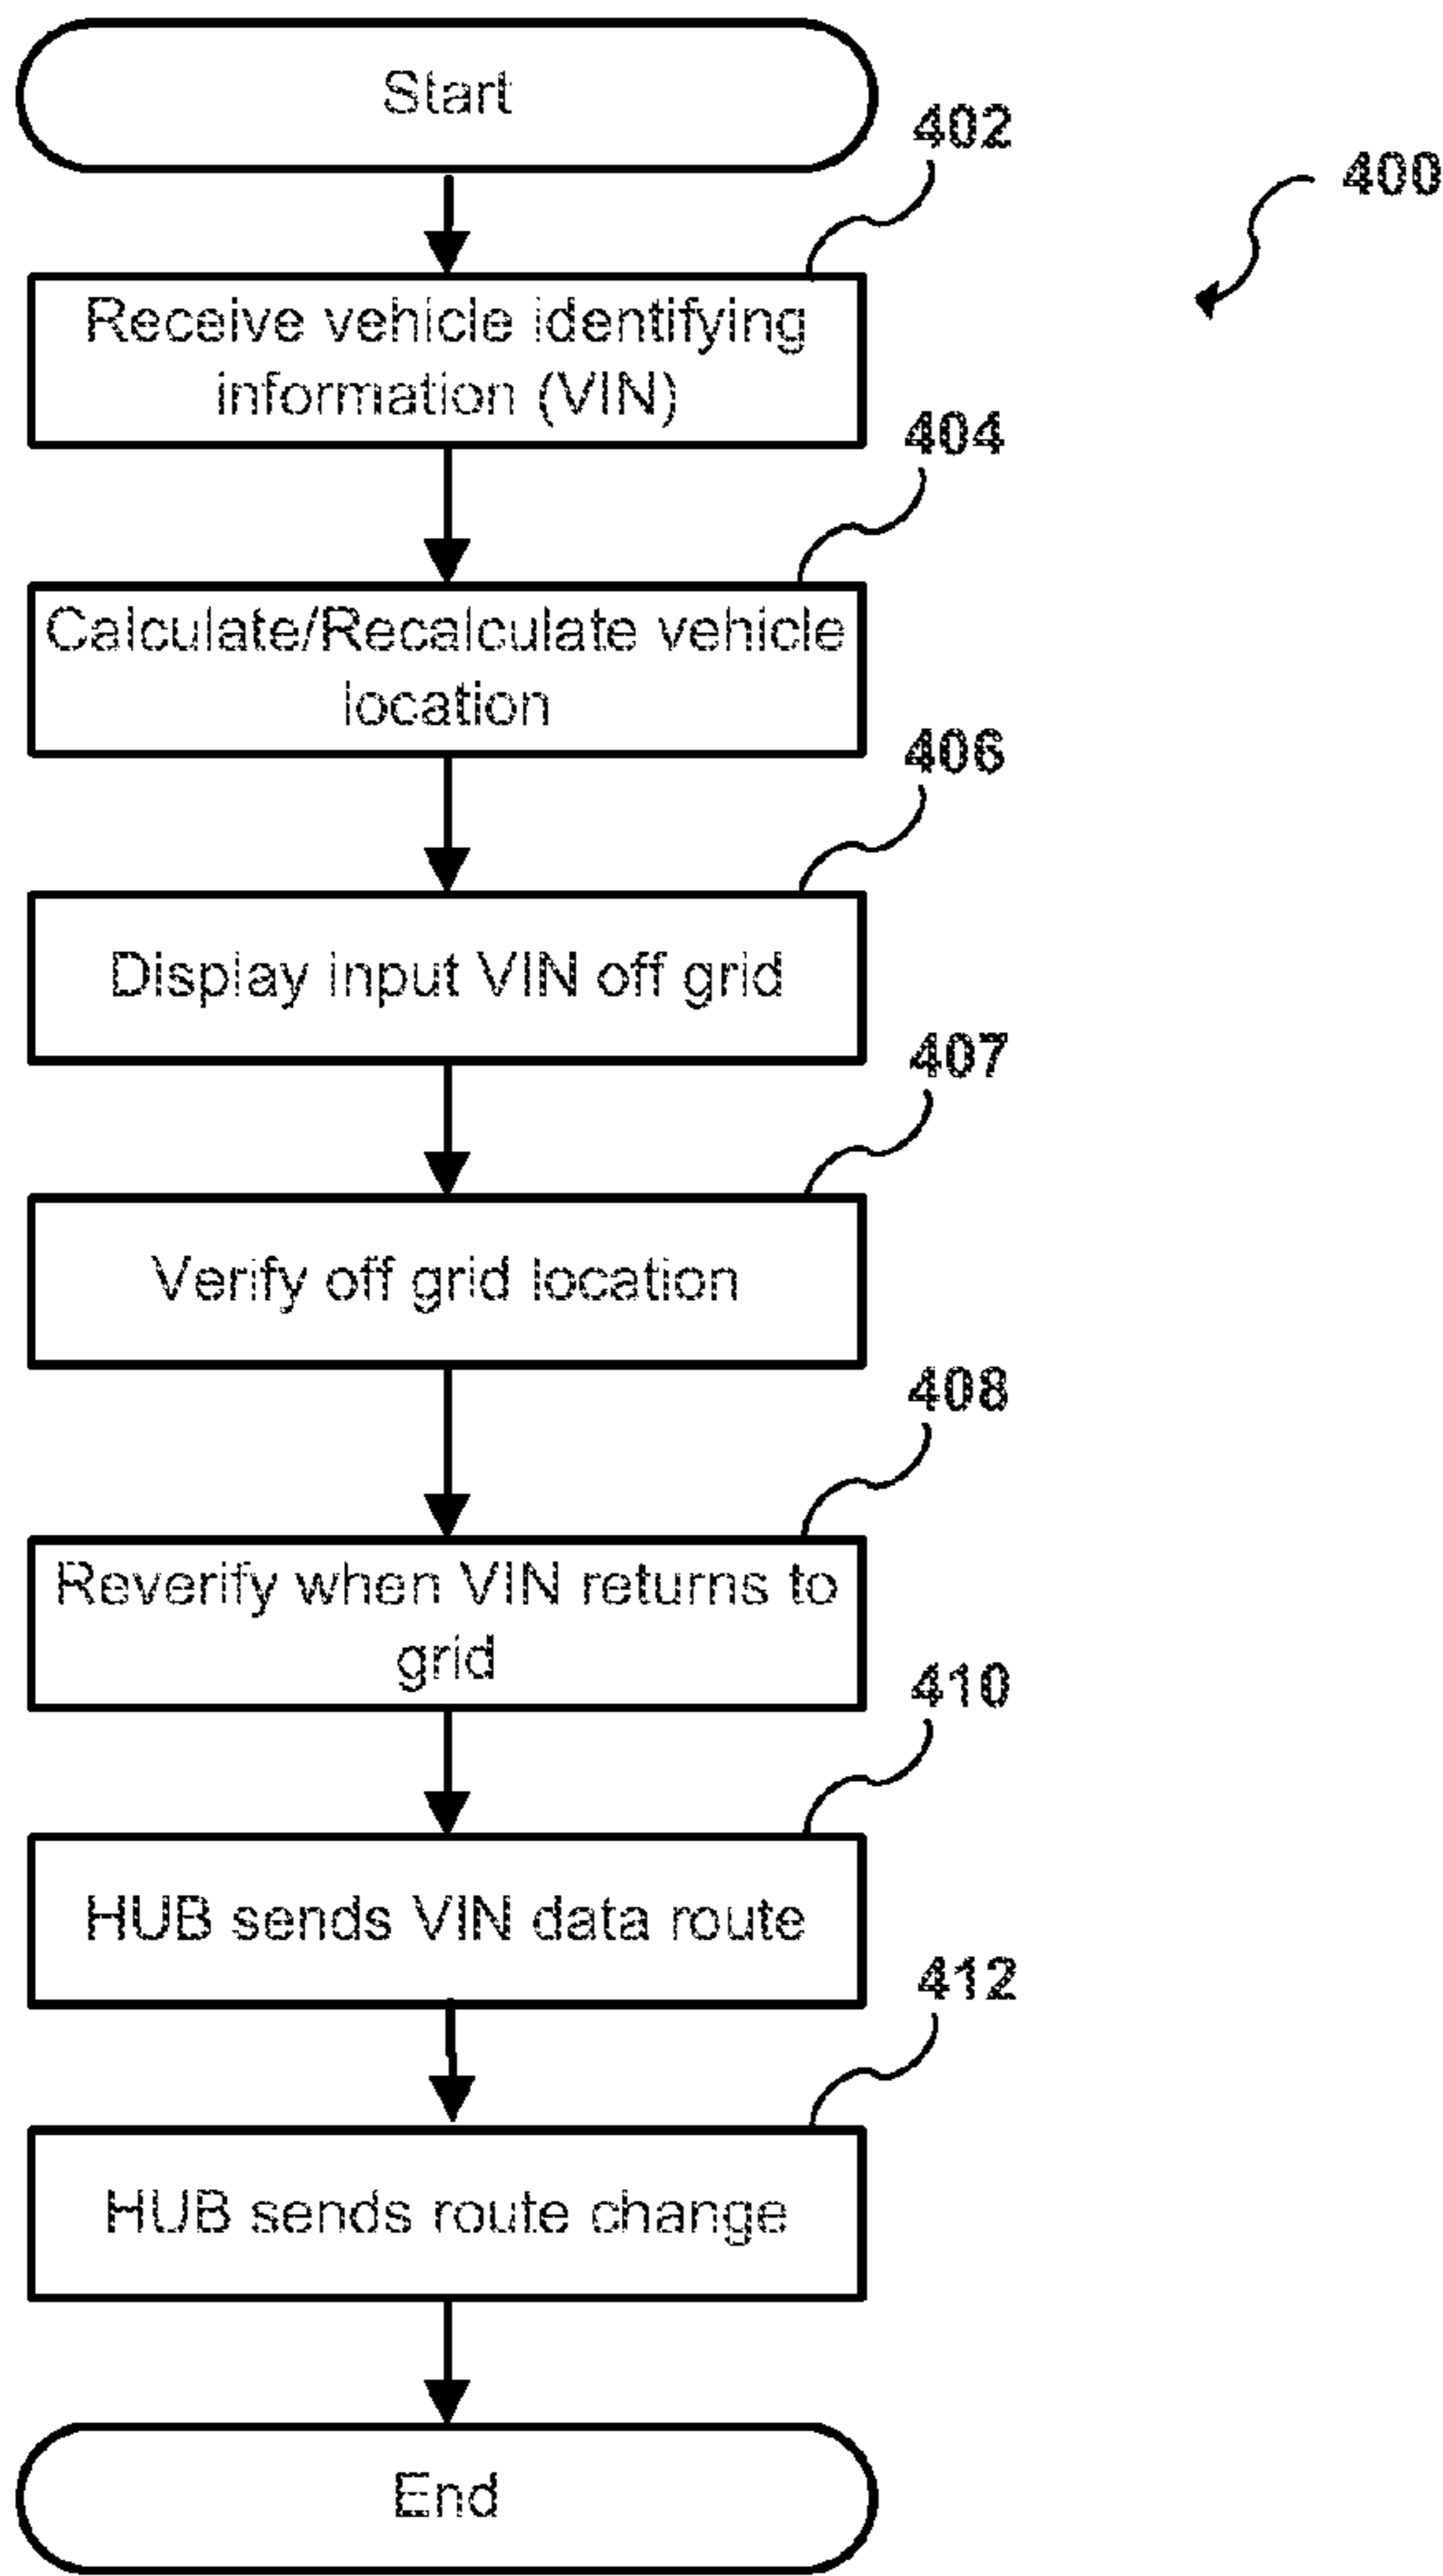 Start
402
400
Receive vehicle identifying
information (VIN)
404
Calculate/Recalculate vehicle
location
406
Display input VIN off grid
407
Verify off grid location
408
Reverify when VIN returns to
grid
410
HUB sends VIN data route
412
HUB sends route change
End